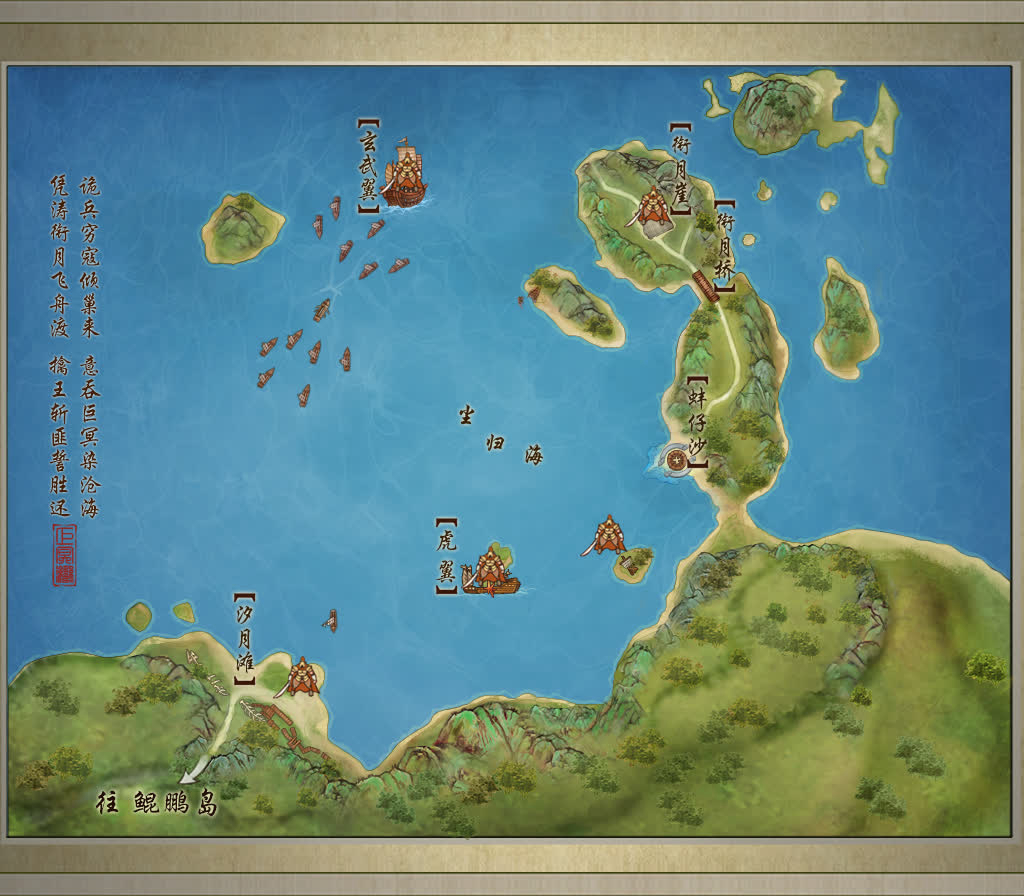 诡兵穷寇倾巢来 意吞巨冥染沧海
凭涛衔月飞舟渡 擒王斩匪誓胜还
【玄武翼】
【衔月崖】
【衔月桥】
【蚌仔沙】
尘归海
【虎翼】
【汐月滩】
往 鲲鹏岛